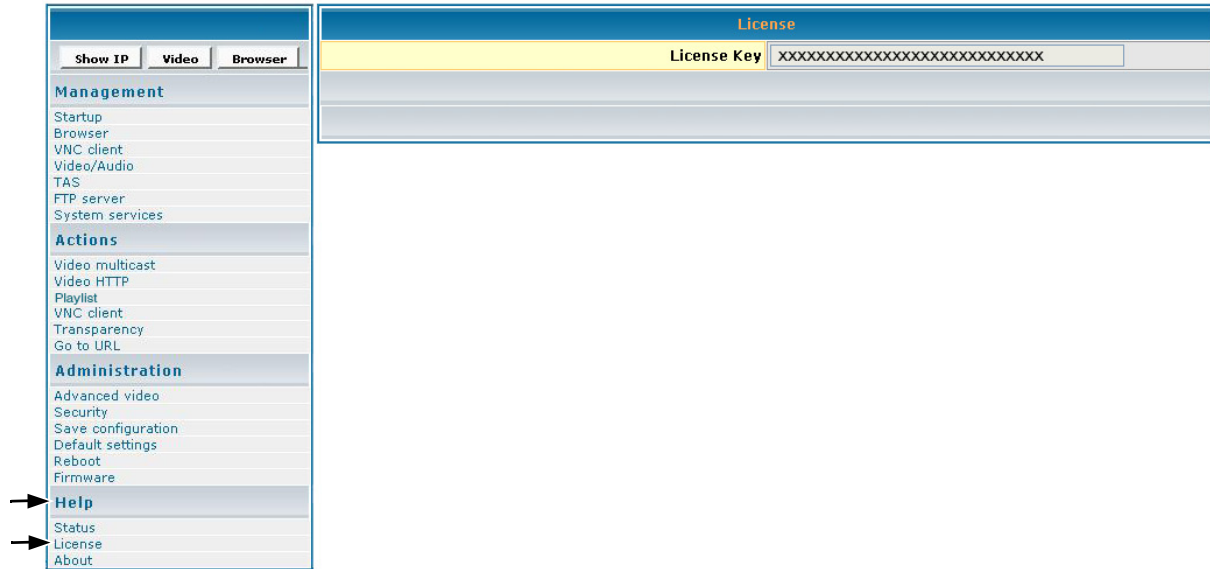 Show IP Video Browser
Management
Startup
Browser
VNC client
Video/Audio
TAS
FTP server
System services
Actions
Video multicast
Video HTTP
Playlist
VNC client
Transparency
Go to URL
Administration
Advanced video
Security
Save configuration
Default settings
Reboot
Firmware
Help
Status
License
About
License
License Key XXXXXXXXXXXXXXXXXXXXXXXXXXXX